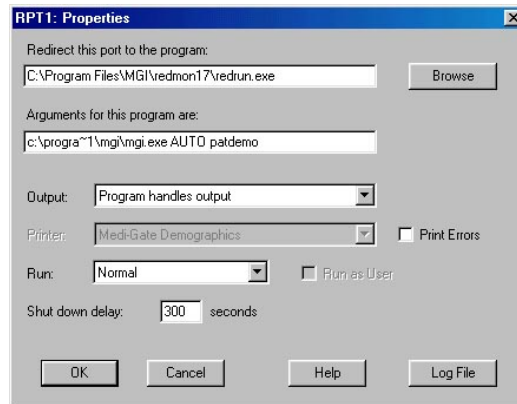 RPT1: Properties
Redirect this port to the program:
C:\Program Files\MGI\redmon17\redrun.exe
Browse
Arguments for this program are:
c:\progra~1\mgi\mgi.exe AUTO patdemo
Output:
Program handles output
Printer:
Medi-Gate Demographics
Print Errors
Run:
Normal
Run as User
Shut down delay:
300
seconds
OK
Cancel
Help
Log File